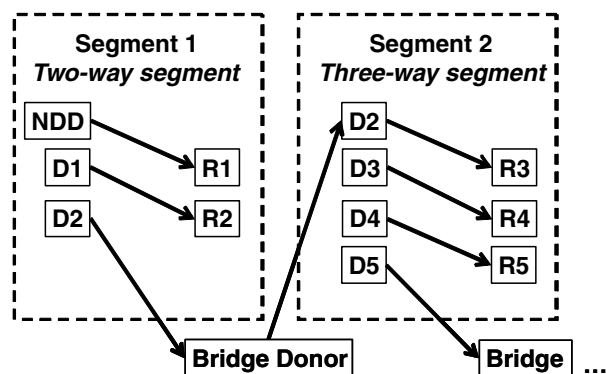 Segment 1
Two-way segment
NDD
D1
R1
D2
R2
Segment 2
Three-way segment
D2
D3
R3
D4
R4
D5
R5
Bridge Donor
Bridge ...